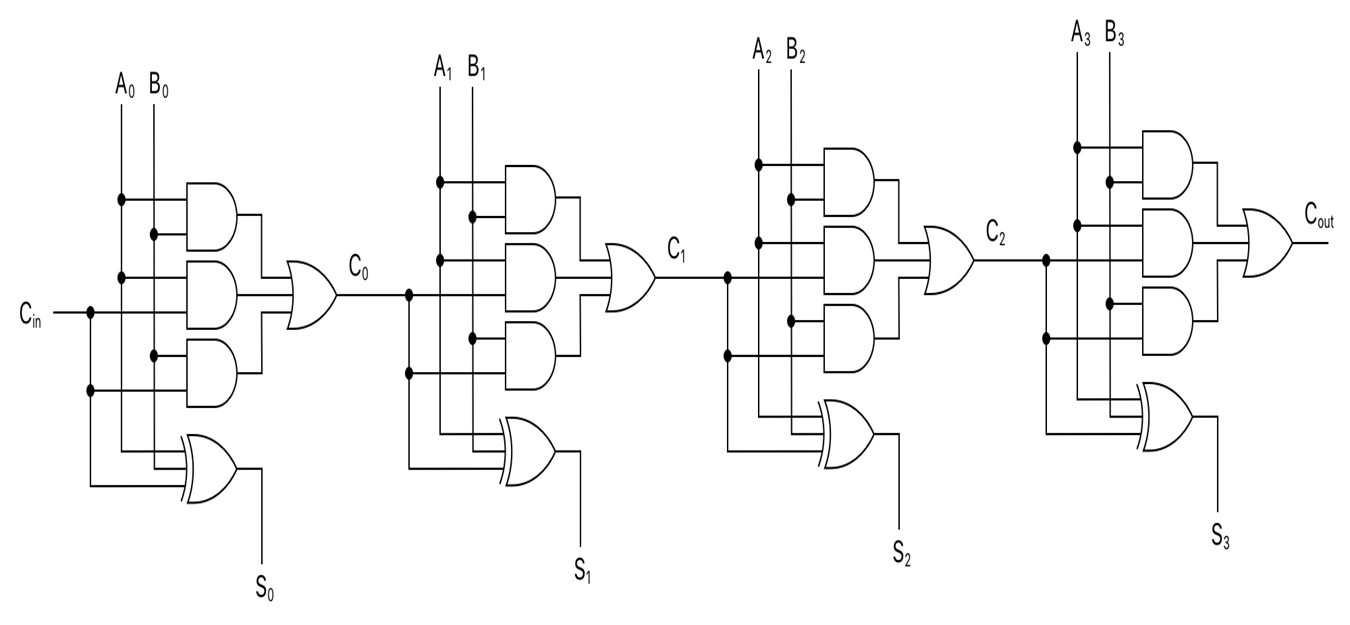 A₀ B₀
A₁ B₁
A₂ B₂
A₃ B₃
Cᵢₙ
C₀
C₁
C₂
Cₒᵤₜ
S₀
S₁
S₂
S₃